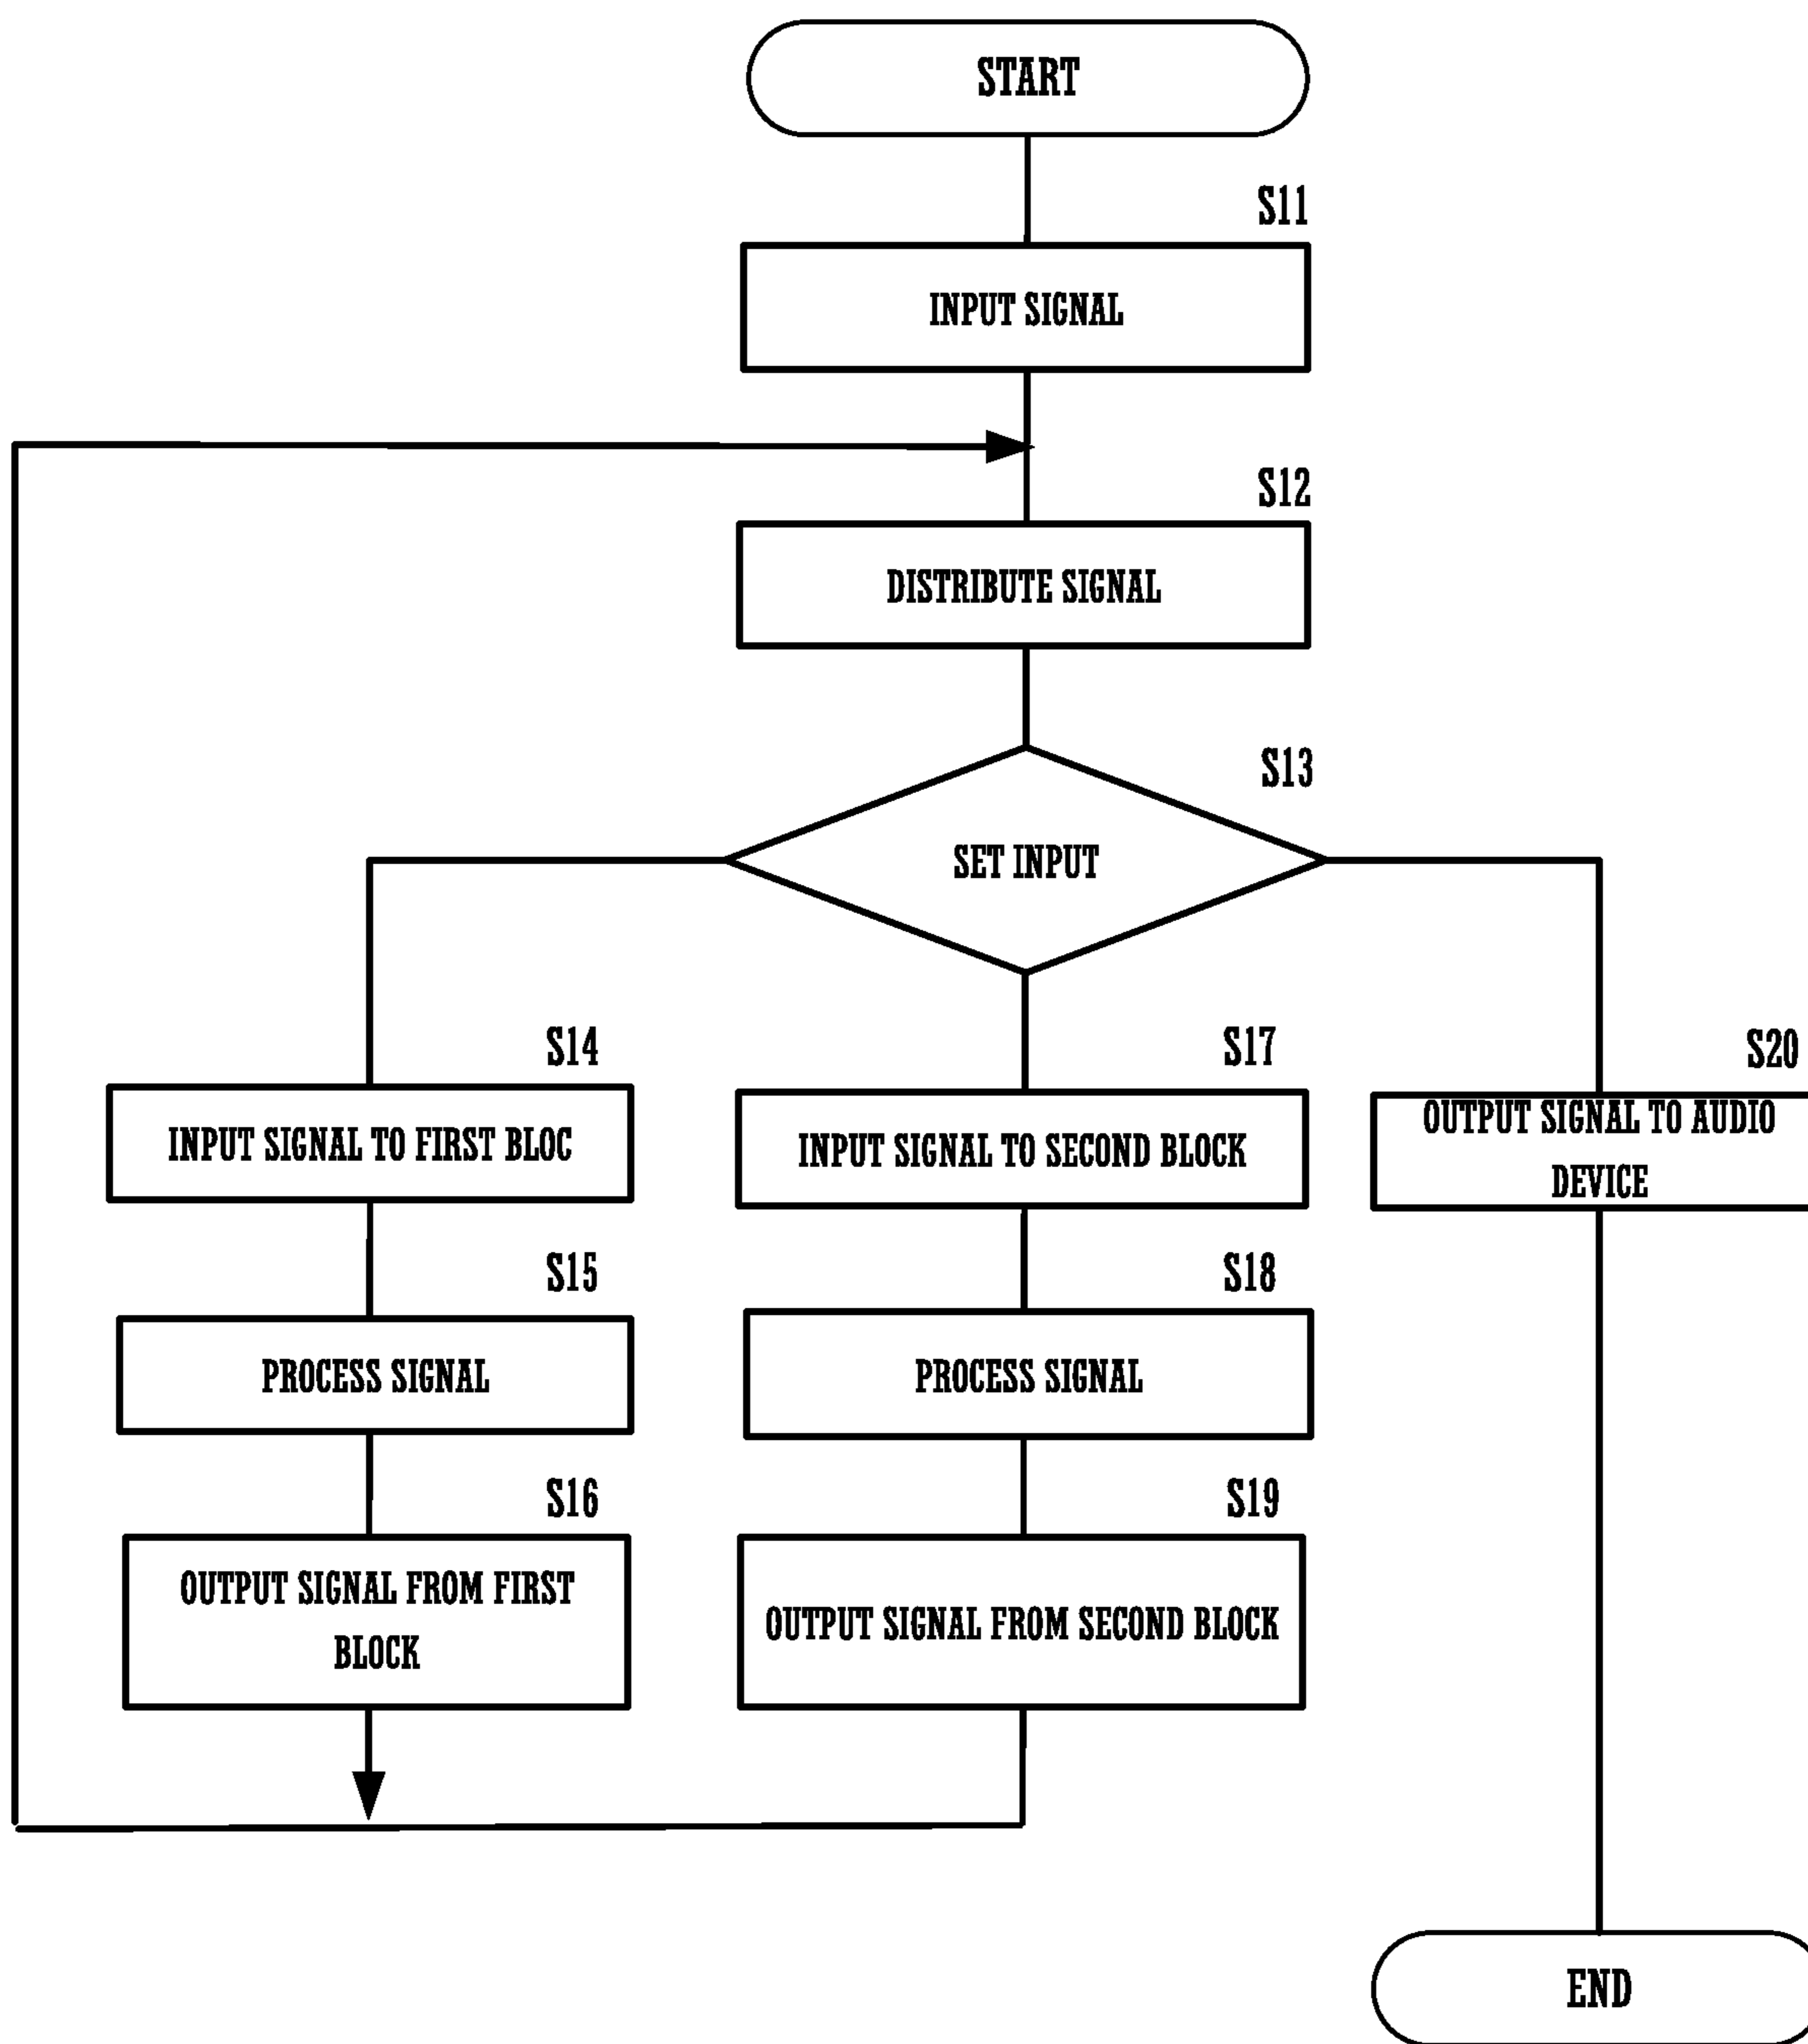 START
S11
INPUT SIGNAL
S12
DISTRIBUTE SIGNAL
S13
SET INPUT
S14
INPUT SIGNAL TO FIRST BLOC
S15
PROCESS SIGNAL
S16
OUTPUT SIGNAL FROM FIRST
BLOCK
S17
INPUT SIGNAL TO SECOND BLOCK
S18
PROCESS SIGNAL
S19
OUTPUT SIGNAL FROM SECOND BLOCK
S20
OUTPUT SIGNAL TO AUDIO
DEVICE
END